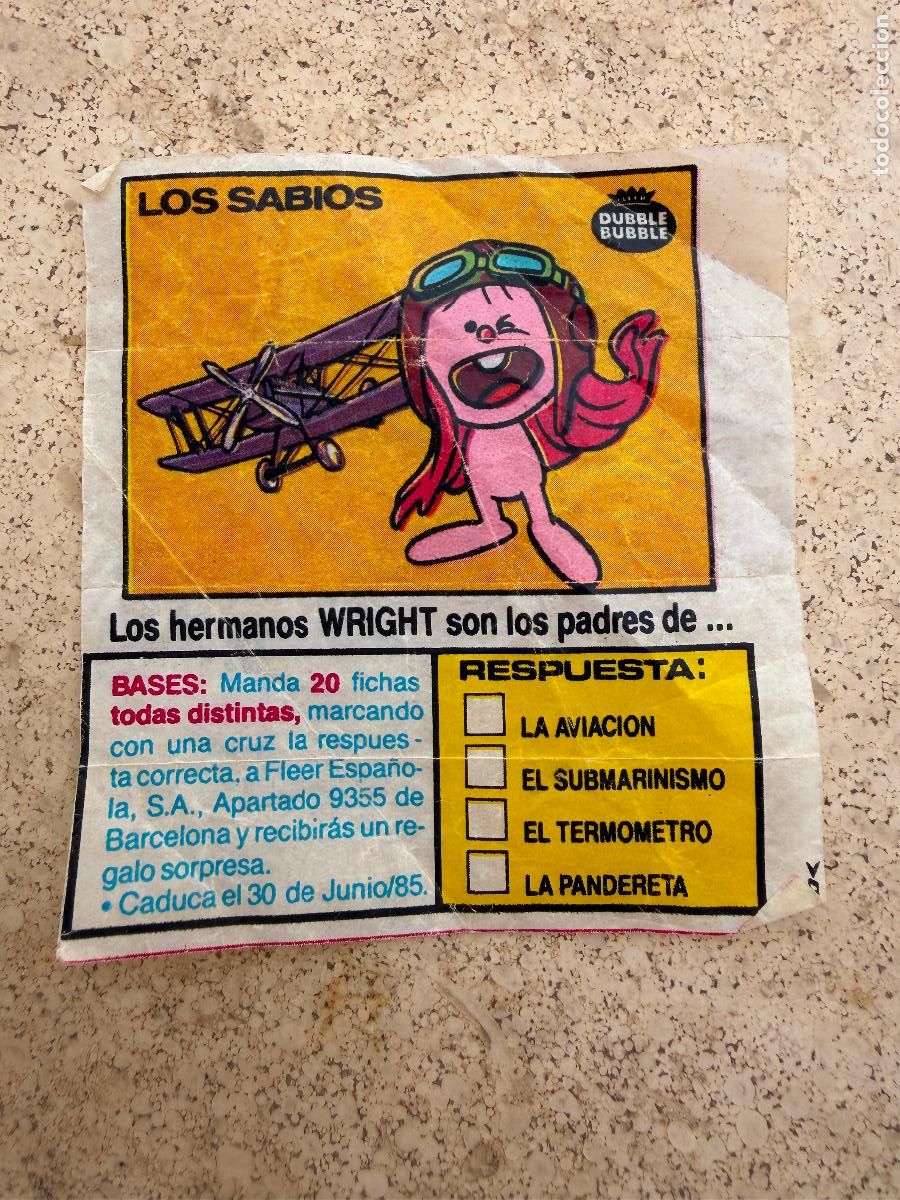 todocoleccion
LOS SABIOS
FLEER
DUBBLE
BUBBLE
Los hermanos WRIGHT son los padres de ...
BASES: Manda 20 fichas
todas distintas, marcando
con una cruz la respues-
ta correcta, a Fleer Españo-
la, S.A., Apartado 9355 de
Barcelona y recibirás un re-
galo sorpresa.
• Caduca el 30 de Junio/85.
RESPUESTA:
LA AVIACION
EL SUBMARINISMO
EL TERMOMETRO
LA PANDERETA